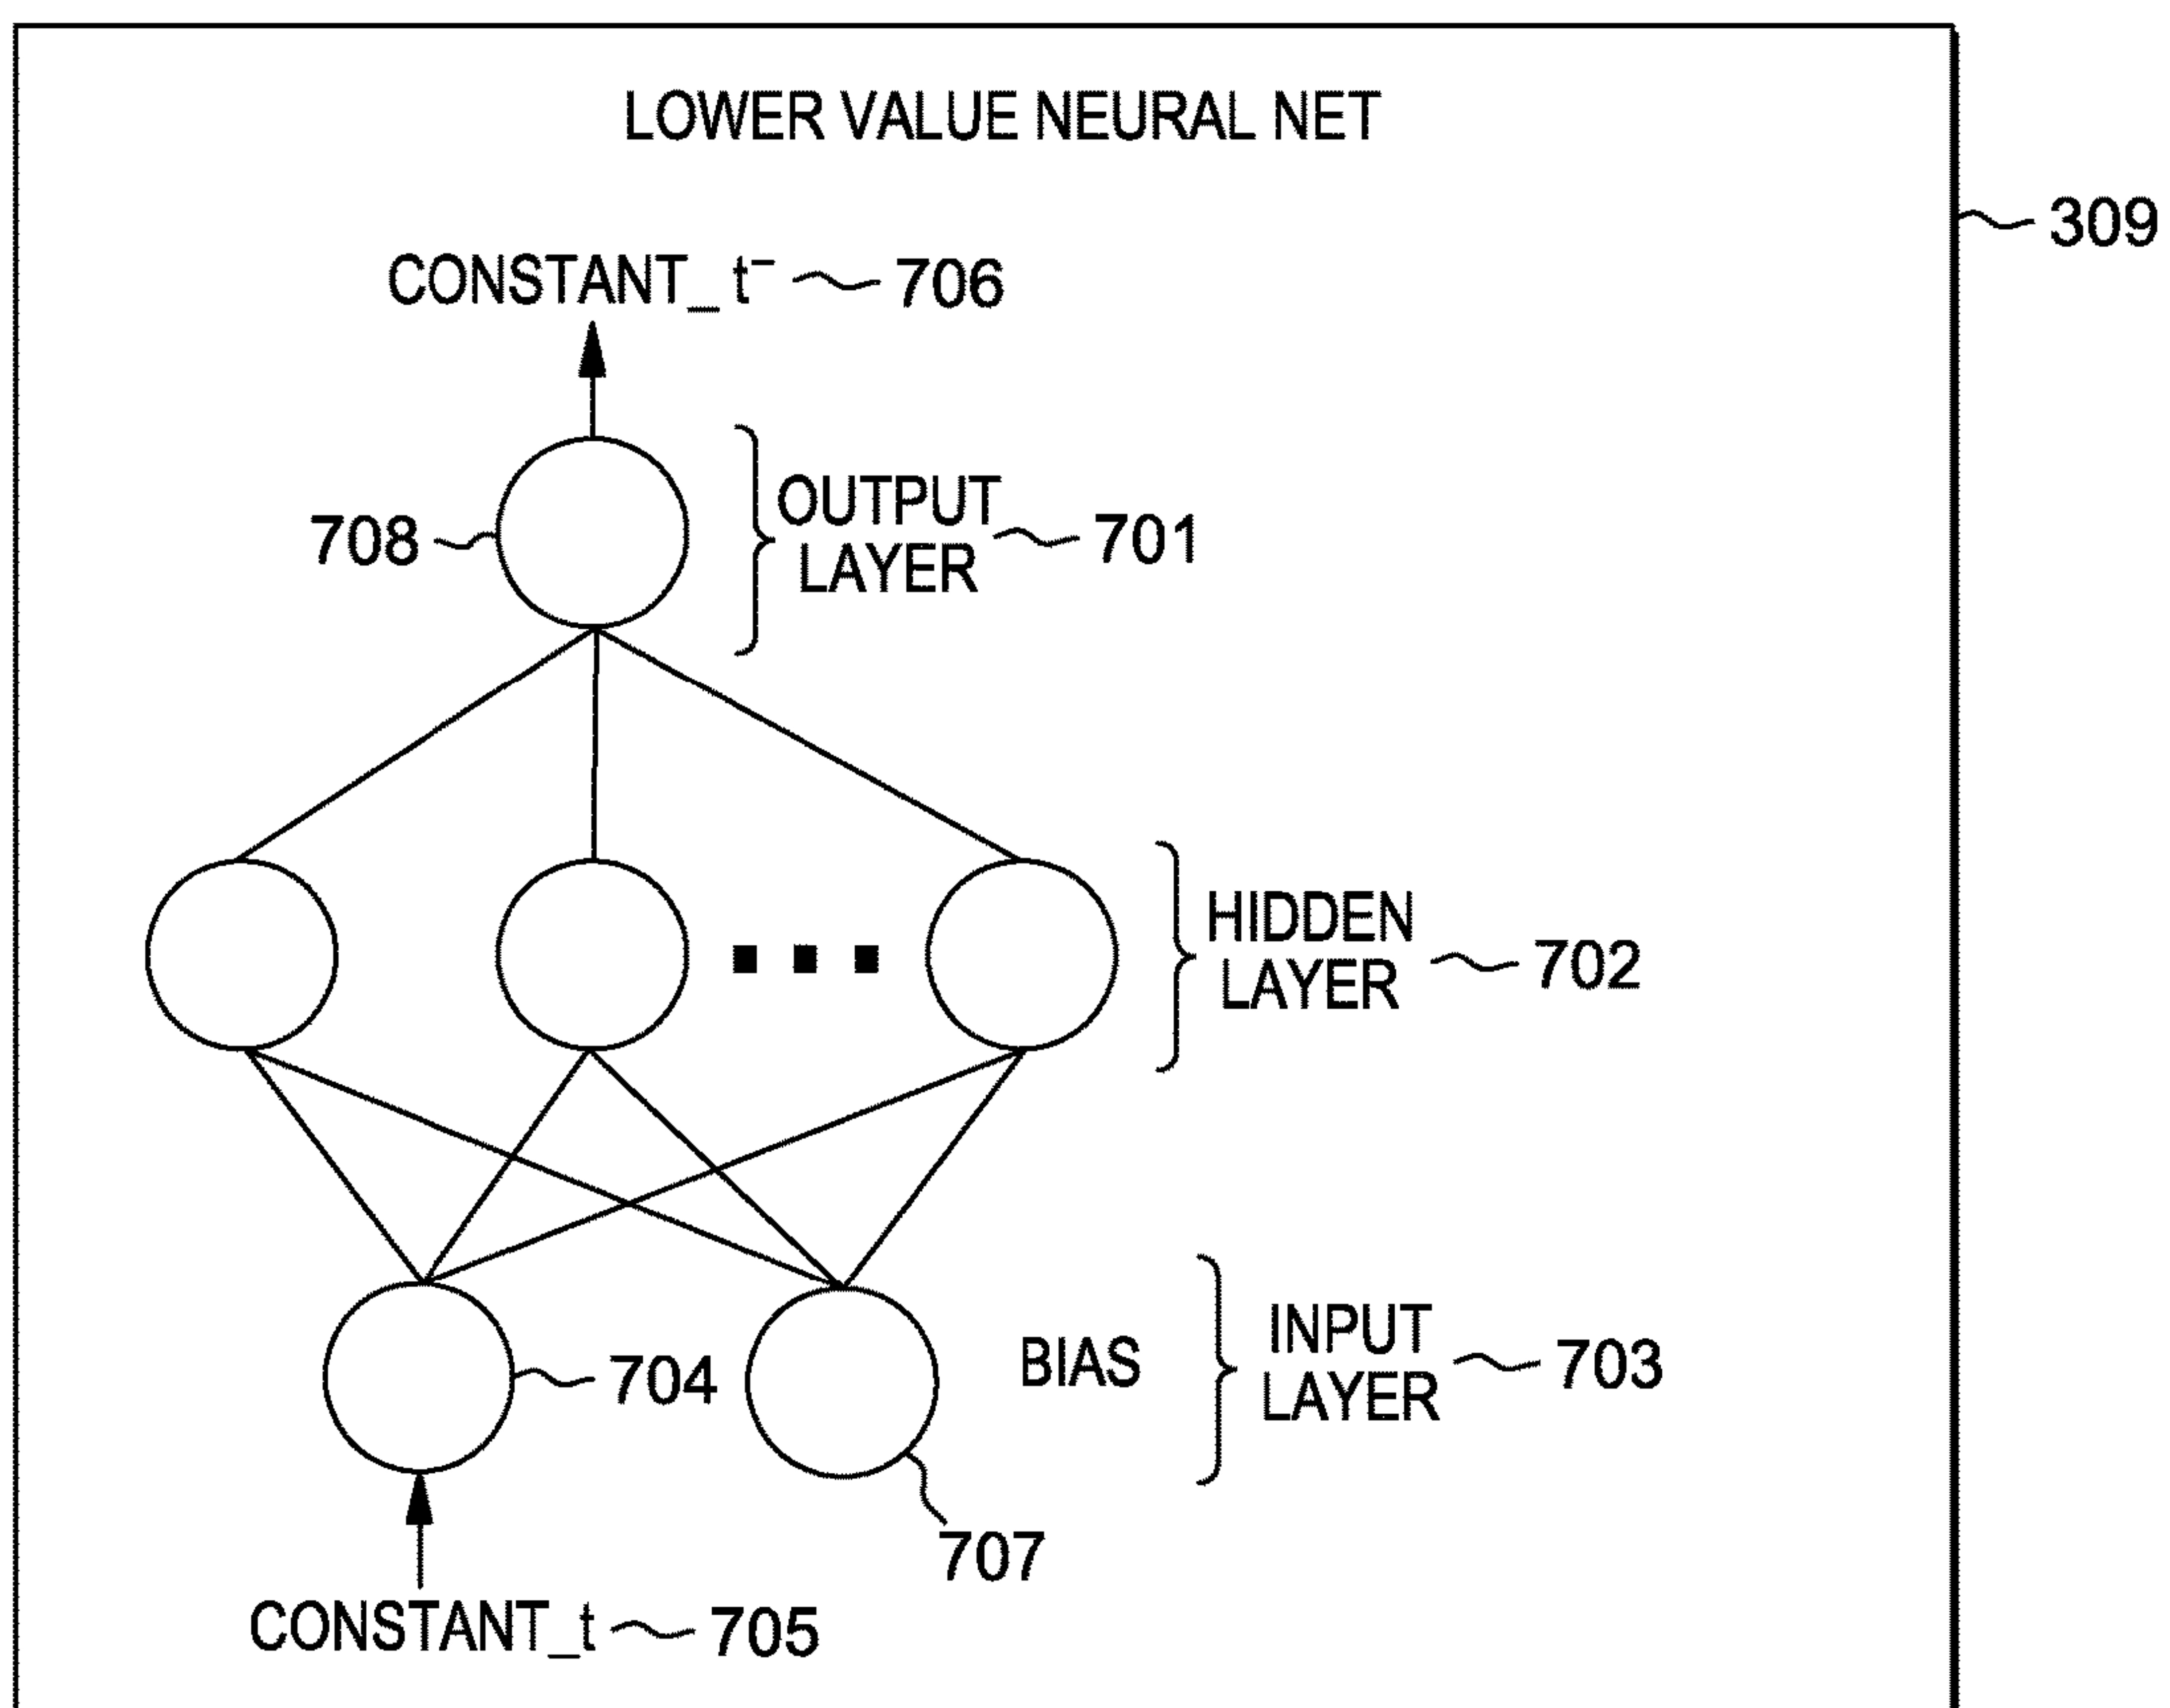 LOWER VALUE NEURAL NET
309
CONSTANT_t⁻ 706
708
OUTPUT
LAYER
701
HIDDEN
LAYER
702
704
BIAS
INPUT
LAYER
703
707
CONSTANT_t 705